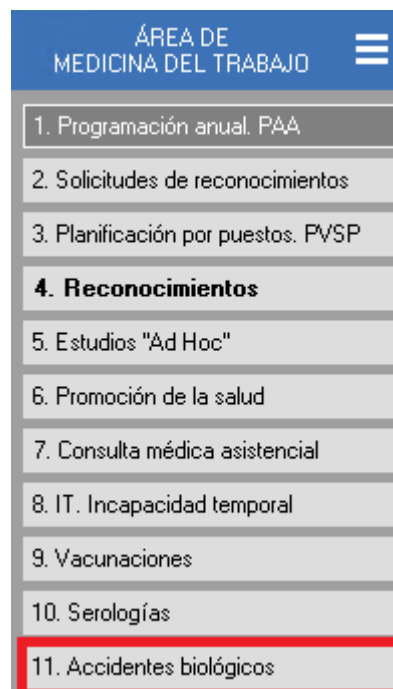 ÁREA DE
MEDICINA DEL TRABAJO
1. Programación anual. PAA
2. Solicitudes de reconocimientos
3. Planificación por puestos. PVSP
4. Reconocimientos
5. Estudios "Ad Hoc"
6. Promoción de la salud
7. Consulta médica asistencial
8. IT. Incapacidad temporal
9. Vacunaciones
10. Serologías
11. Accidentes biológicos